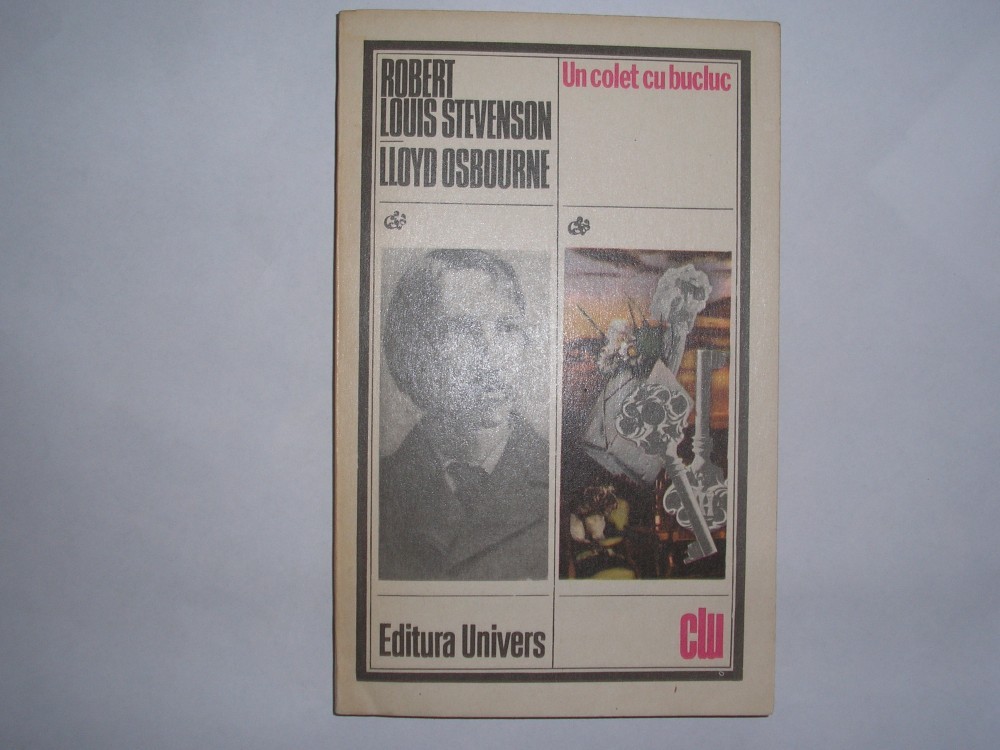 ROBERT
LOUIS STEVENSON
LLOYD OSBOURNE
Un colet cu bucluc
Editura Univers
clu